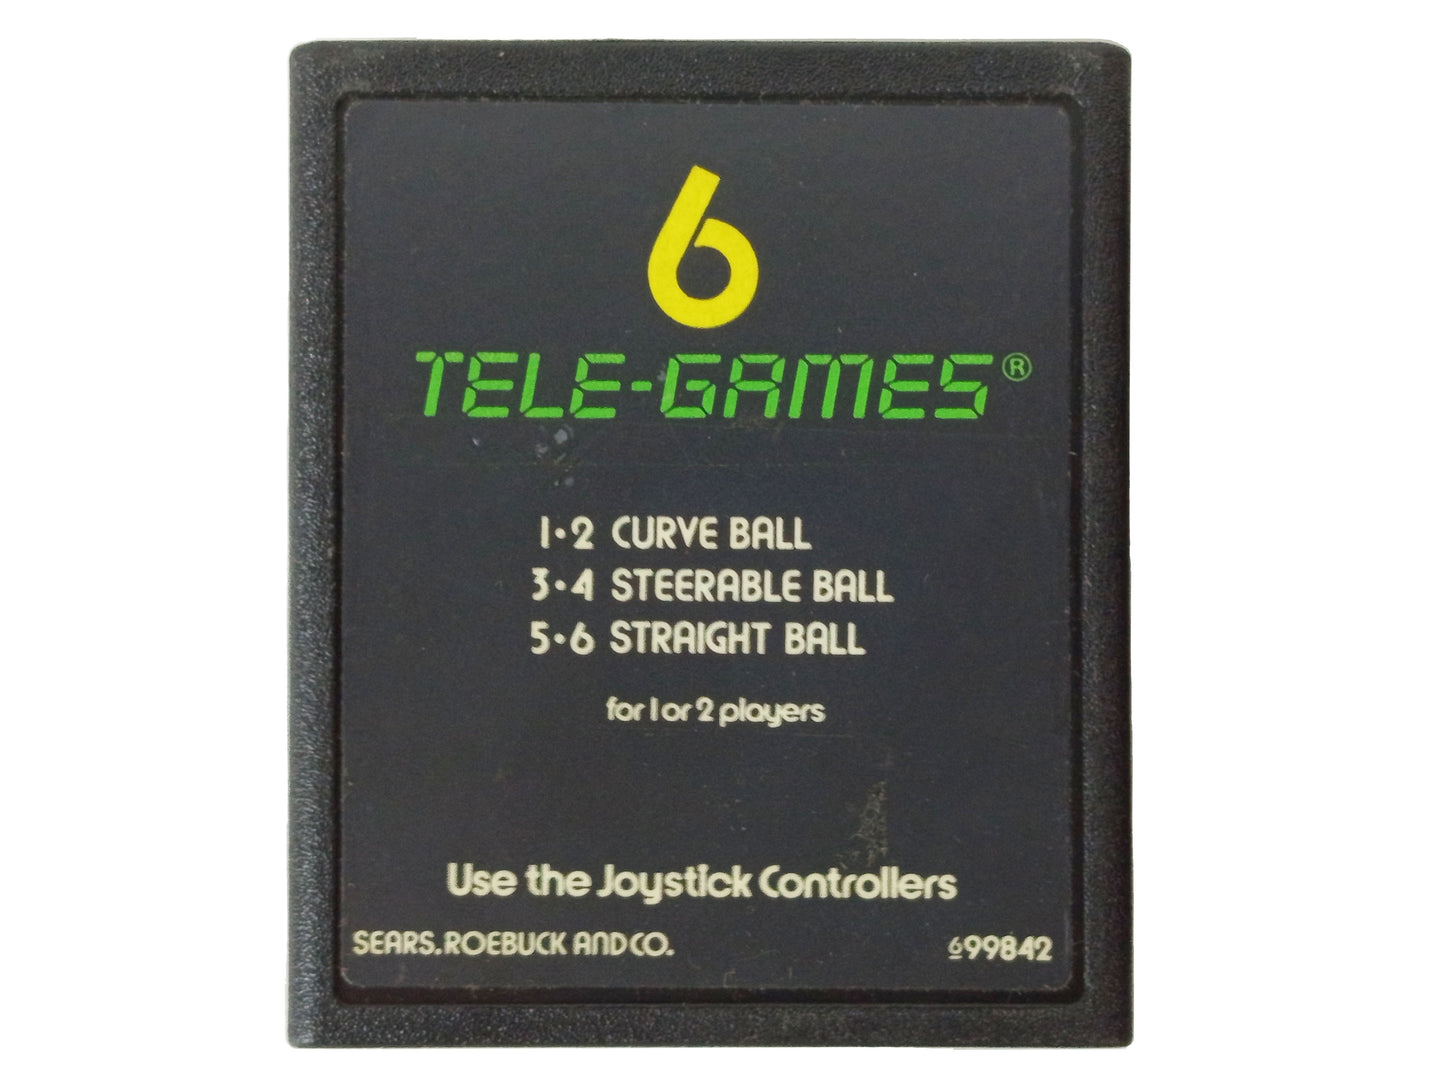 6
TELE-GAMES®
1•2 CURVE BALL
3•4 STEERABLE BALL
5•6 STRAIGHT BALL
for 1 or 2 players
Use the Joystick Controllers
SEARS, ROEBUCK AND CO. 699842